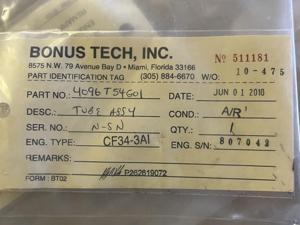 BONUS TECH, INC. Nº 511181
8575 N.W. 79 Avenue Bay D • Miami, Florida 33166
PART IDENTIFICATION TAG (305) 884-6670 W/O: 10-475
PART NO.: 4096T54G01 DATE: JUN 01 2010
DESC.: TUBE ASSY COND.: A/R
SER. NO.: N-SN QTY.: 1
ENG. TYPE: CF34-3A1 ENG. S/N: 807042
REMARKS:
FORM : BT02 P262619072